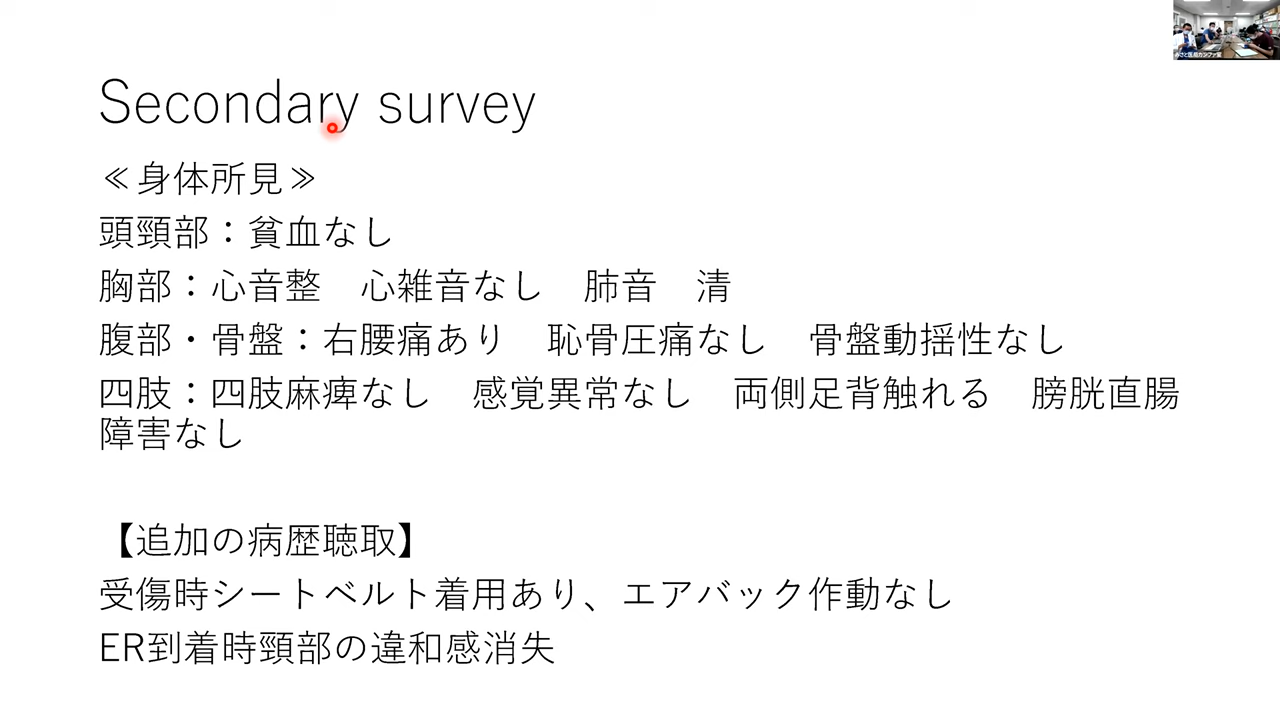 Secondary survey
≪身体所見≫
頭頸部：貧血なし
胸部：心音整　心雑音なし　肺音　清
腹部・骨盤：右腰痛あり　恥骨圧痛なし　骨盤動揺性なし
四肢：四肢麻痺なし　感覚異常なし　両側足背触れる　膀胱直腸
障害なし
【追加の病歴聴取】
受傷時シートベルト着用あり、エアバック作動なし
ER到着時頸部の違和感消失